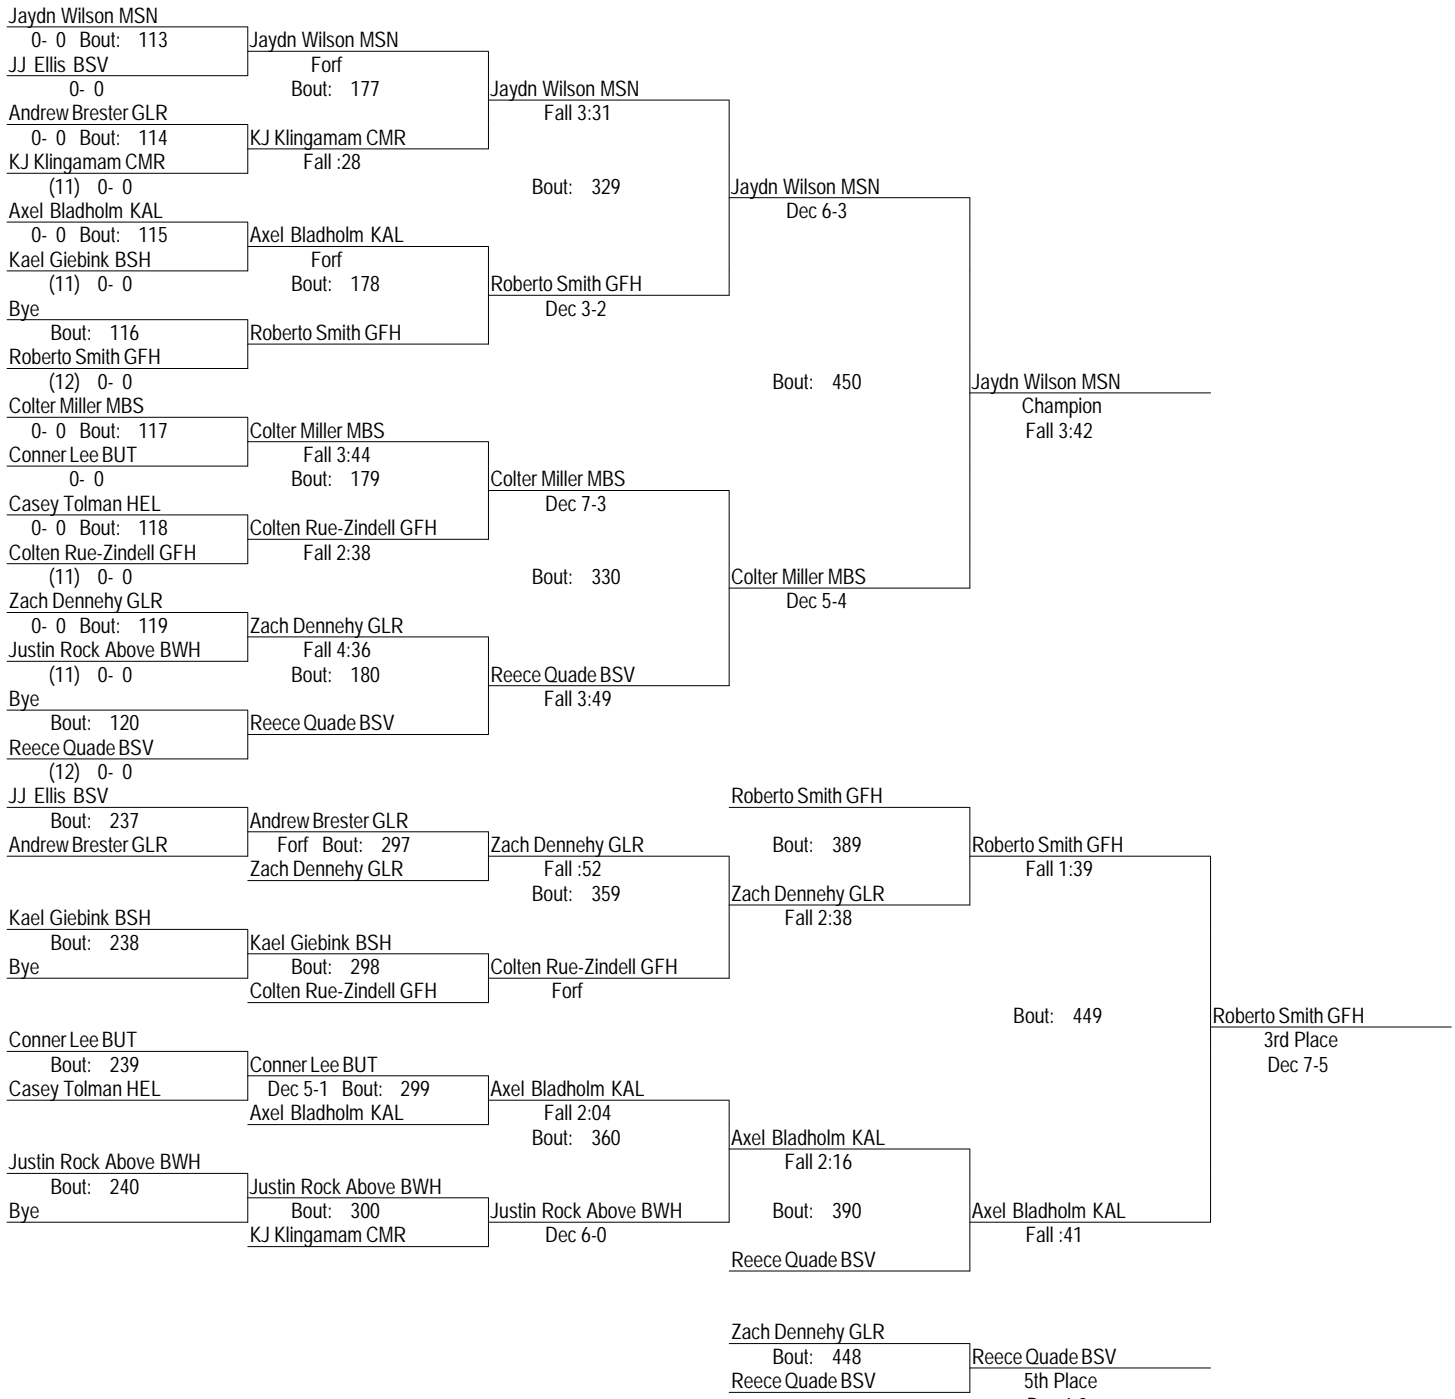 Jaydn Wilson MSN
0- 0 Bout: 113
Jaydn Wilson MSN
JJ Ellis BSV
Forf
0- 0
Bout: 177
Jaydn Wilson MSN
Andrew Brester GLR
Fall 3:31
0- 0 Bout: 114
KJ Klingamam CMR
KJ Klingamam CMR
Fall :28
(11) 0- 0
Bout: 329
Jaydn Wilson MSN
Axel Bladholm KAL
Dec 6-3
0- 0 Bout: 115
Axel Bladholm KAL
Kael Giebink BSH
Forf
(11) 0- 0
Bout: 178
Roberto Smith GFH
Bye
Dec 3-2
Bout: 116
Roberto Smith GFH
Roberto Smith GFH
(12) 0- 0
Bout: 450
Jaydn Wilson MSN
Colter Miller MBS
Champion
0- 0 Bout: 117
Colter Miller MBS
Fall 3:42
Conner Lee BUT
Fall 3:44
0- 0
Bout: 179
Colter Miller MBS
Casey Tolman HEL
Dec 7-3
0- 0 Bout: 118
Colten Rue-Zindell GFH
Colten Rue-Zindell GFH
Fall 2:38
(11) 0- 0
Bout: 330
Colter Miller MBS
Zach Dennehy GLR
Dec 5-4
0- 0 Bout: 119
Zach Dennehy GLR
Justin Rock Above BWH
Fall 4:36
(11) 0- 0
Bout: 180
Reece Quade BSV
Bye
Fall 3:49
Bout: 120
Reece Quade BSV
Reece Quade BSV
(12) 0- 0
JJ Ellis BSV
Roberto Smith GFH
Bout: 237
Andrew Brester GLR
Andrew Brester GLR
Forf Bout: 297
Zach Dennehy GLR
Bout: 389
Roberto Smith GFH
Zach Dennehy GLR
Fall :52
Fall 1:39
Bout: 359
Zach Dennehy GLR
Kael Giebink BSH
Fall 2:38
Bout: 238
Kael Giebink BSH
Bye
Bout: 298
Colten Rue-Zindell GFH
Colten Rue-Zindell GFH
Forf
Bout: 449
Roberto Smith GFH
Conner Lee BUT
3rd Place
Bout: 239
Conner Lee BUT
Dec 7-5
Casey Tolman HEL
Dec 5-1 Bout: 299
Axel Bladholm KAL
Axel Bladholm KAL
Fall 2:04
Bout: 360
Axel Bladholm KAL
Justin Rock Above BWH
Fall 2:16
Bout: 240
Justin Rock Above BWH
Bye
Bout: 300
Justin Rock Above BWH
Bout: 390
Axel Bladholm KAL
KJ Klingamam CMR
Dec 6-0
Fall :41
Reece Quade BSV
Zach Dennehy GLR
Bout: 448
Reece Quade BSV
Reece Quade BSV
5th Place